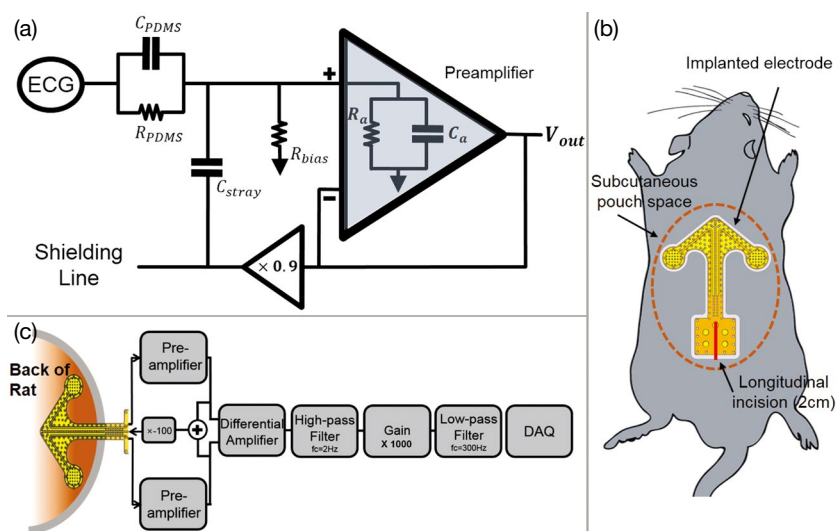 (a)
C_PDMS
ECG
R_PDMS
C_stray
R_bias
+
-
R_a
C_a
Preamplifier
V_out
× 0.9
Shielding
Line
(b)
Implanted electrode
Subcutaneous
pouch space
Longitudinal
incision (2cm)
(c)
Back of
Rat
Pre-
amplifier
×-100
+
Pre-
amplifier
Differential
Amplifier
High-pass
Filter
fc=2Hz
Gain
X 1000
Low-pass
Filter
fc=300Hz
DAQ